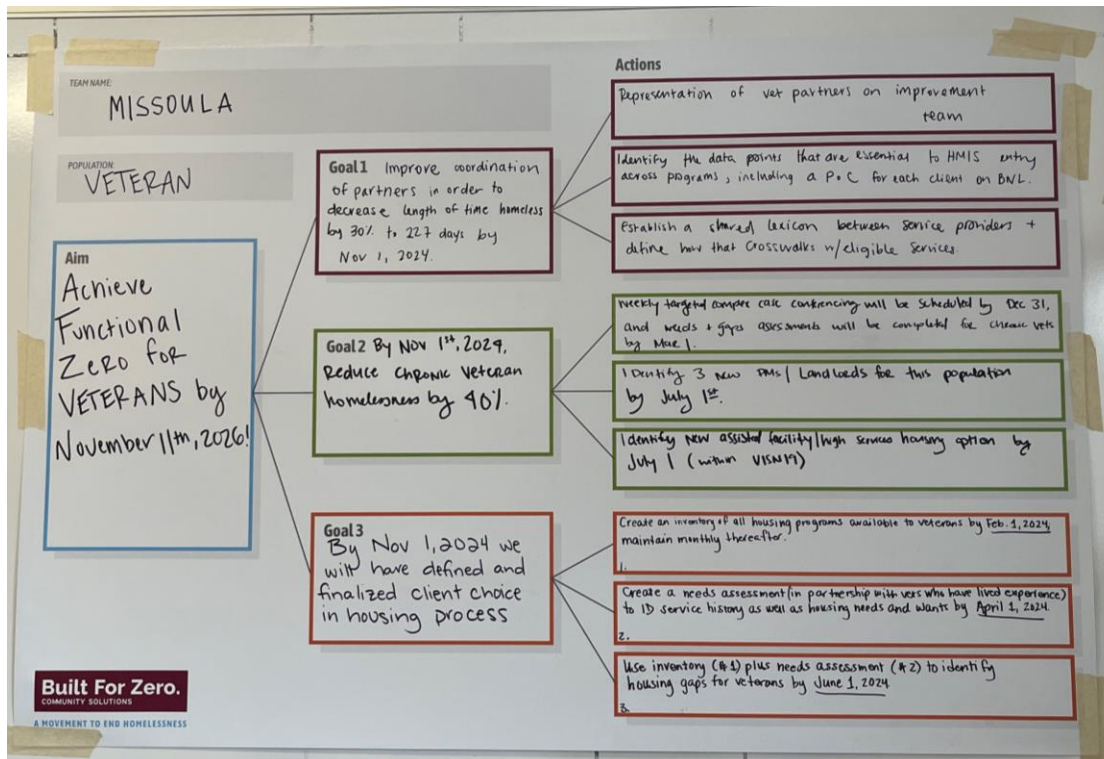 TEAM NAME:
MISSOULA
POPULATION:
VETERAN
Aim
Achieve
Functional
Zero for
VETERANS by
November 11th, 2026!
Goal 1 Improve coordination
of partners in order to
decrease length of time homeless
by 30% to 227 days by
Nov 1, 2024.
Goal 2 By Nov 1st, 2024,
Reduce chronic veteran
homelessness by 40%.
Goal 3
By Nov 1, 2024 we
will have defined and
finalized client choice
in housing process
Actions
Representation of vet partners on improvement
team
Identify the data points that are essential to HMIS entry
across programs, including a PoC for each client on BNL.
Establish a shared lexicon between service providers +
define how that crosswalks w/eligible services.
Weekly targeted complex case conferencing will be scheduled by Dec 31,
and needs + gaps assessments will be completed for chronic vets
by Mar 1.
Identify 3 new PMs/Landlords for this population
by July 1st.
Identify new assisted facility/high services housing option by
July 1 (within VISN19)
Create an inventory of all housing programs available to veterans by Feb. 1, 2024,
maintain monthly thereafter.
1.
Create a needs assessment (in partnership with vets who have lived experience)
to ID service history as well as housing needs and wants by April 1, 2024.
2.
Use inventory (#1) plus needs assessment (#2) to identify
housing gaps for veterans by June 1, 2024
3.
Built For Zero.
COMMUNITY SOLUTIONS
A MOVEMENT TO END HOMELESSNESS